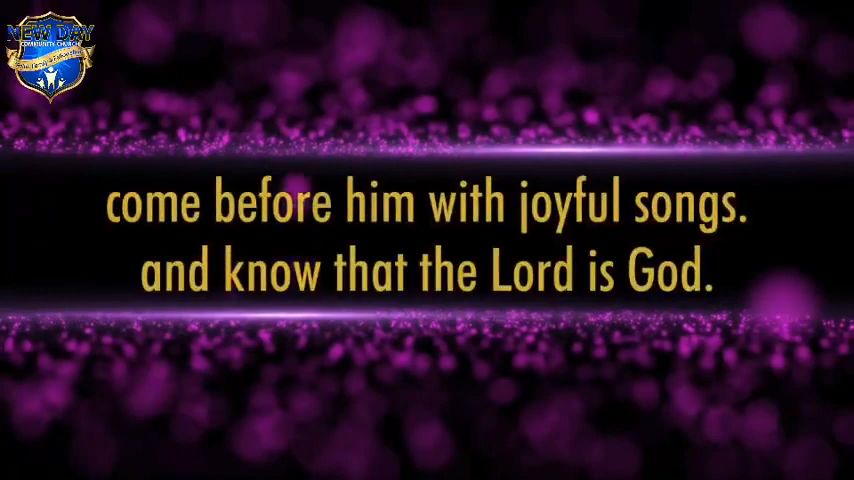 NEW DAY
COMMUNITY CHURCH
come before him with joyful songs.
and know that the Lord is God.